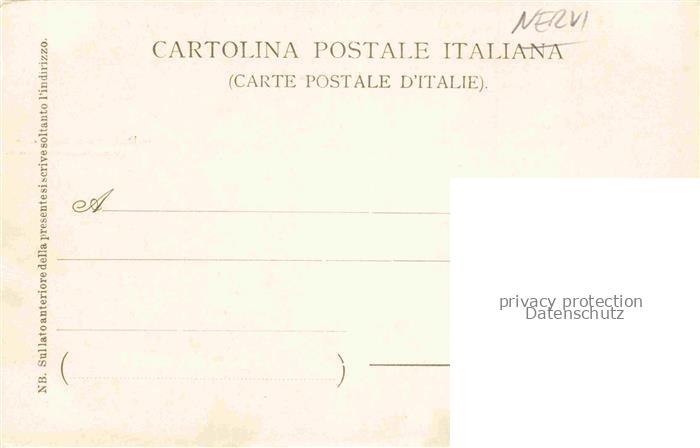 NERVI
CARTOLINA POSTALE ITALIANA
(CARTE POSTALE D'ITALIE).
NB. Sul lato anteriore della presente si scrive soltanto l'indirizzo.
A
( )
privacy protection
Datenschutz